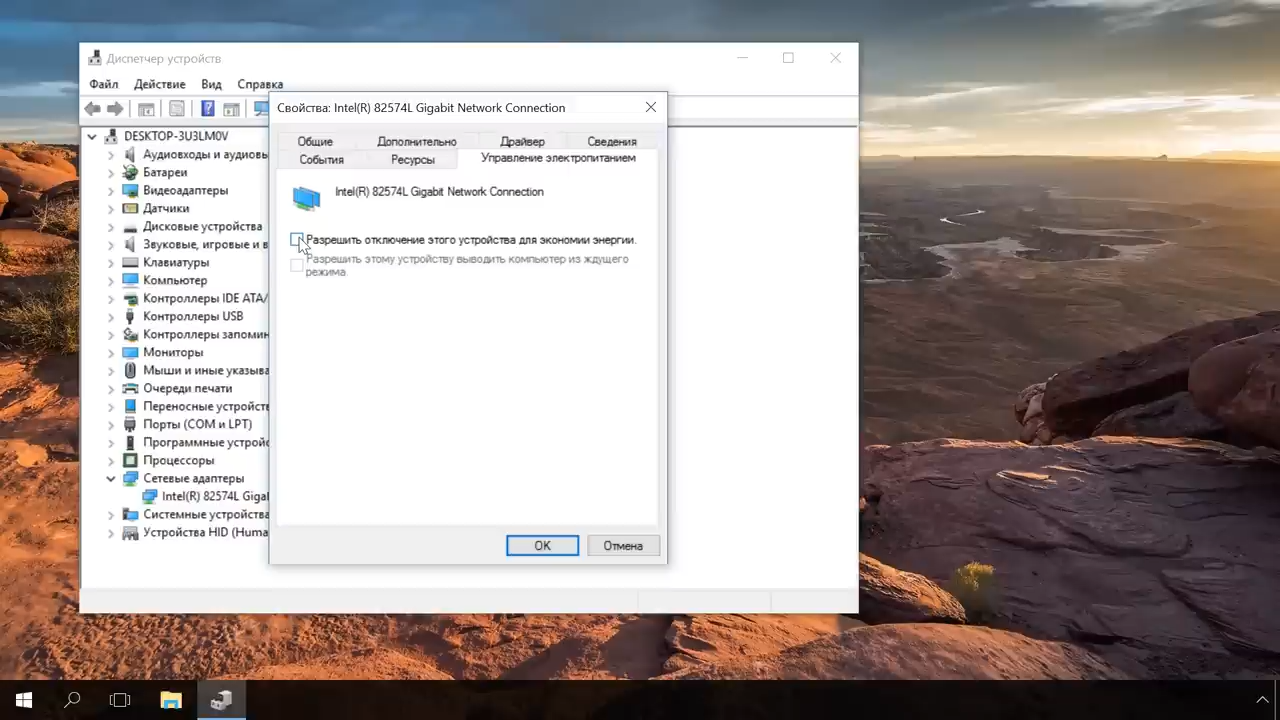 Диспетчер устройств
Файл Действие Вид Справка
Свойства: Intel(R) 82574L Gigabit Network Connection
Общие Дополнительно Драйвер Сведения
События Ресурсы Управление электропитанием
Intel(R) 82574L Gigabit Network Connection
Разрешить отключение этого устройства для экономии энергии.
Разрешить этому устройству выводить компьютер из ждущего
режима
OK Отмена
DESKTOP-3U3LM0V
Аудиовходы и аудиовы
Батареи
Видеоадаптеры
Датчики
Дисковые устройства
Звуковые, игровые и в
Клавиатуры
Компьютер
Контроллеры IDE ATA/
Контроллеры USB
Контроллеры запомин
Мониторы
Мыши и иные указыва
Очереди печати
Переносные устройств
Порты (COM и LPT)
Программные устройс
Процессоры
Сетевые адаптеры
Intel(R) 82574L Gigal
Системные устройства
Устройства HID (Huma